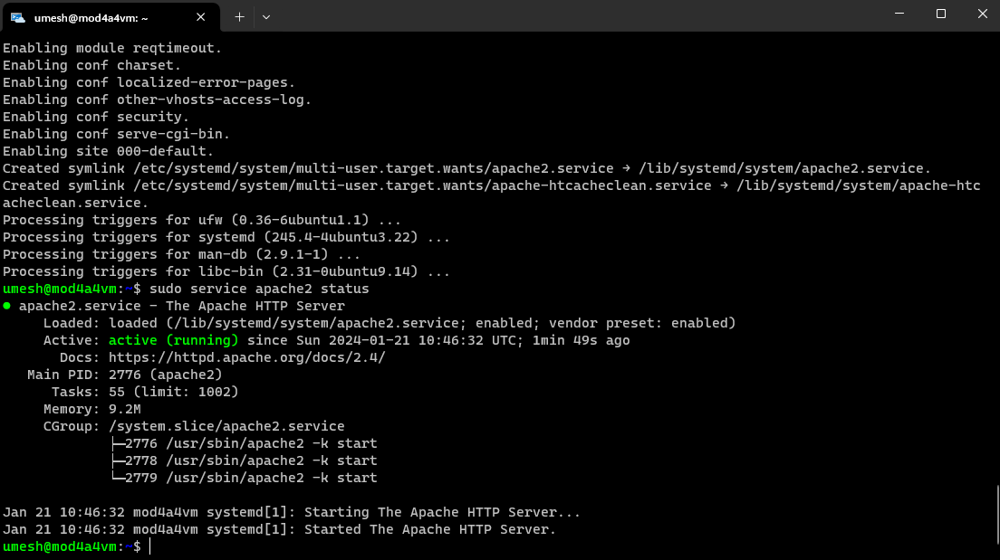 umesh@mod4a4vm: ~
Enabling module reqtimeout.
Enabling conf charset.
Enabling conf localized-error-pages.
Enabling conf other-vhosts-access-log.
Enabling conf security.
Enabling conf serve-cgi-bin.
Enabling site 000-default.
Created symlink /etc/systemd/system/multi-user.target.wants/apache2.service → /lib/systemd/system/apache2.service.
Created symlink /etc/systemd/system/multi-user.target.wants/apache-htcacheclean.service → /lib/systemd/system/apache-htc
acheclean.service.
Processing triggers for ufw (0.36-6ubuntu1.1) ...
Processing triggers for systemd (245.4-4ubuntu3.22) ...
Processing triggers for man-db (2.9.1-1) ...
Processing triggers for libc-bin (2.31-0ubuntu9.14) ...
umesh@mod4a4vm:~$ sudo service apache2 status
● apache2.service - The Apache HTTP Server
     Loaded: loaded (/lib/systemd/system/apache2.service; enabled; vendor preset: enabled)
     Active: active (running) since Sun 2024-01-21 10:46:32 UTC; 1min 49s ago
       Docs: https://httpd.apache.org/docs/2.4/
   Main PID: 2776 (apache2)
      Tasks: 55 (limit: 1002)
     Memory: 9.2M
     CGroup: /system.slice/apache2.service
             ├─2776 /usr/sbin/apache2 -k start
             ├─2778 /usr/sbin/apache2 -k start
             └─2779 /usr/sbin/apache2 -k start
Jan 21 10:46:32 mod4a4vm systemd[1]: Starting The Apache HTTP Server...
Jan 21 10:46:32 mod4a4vm systemd[1]: Started The Apache HTTP Server.
umesh@mod4a4vm:~$